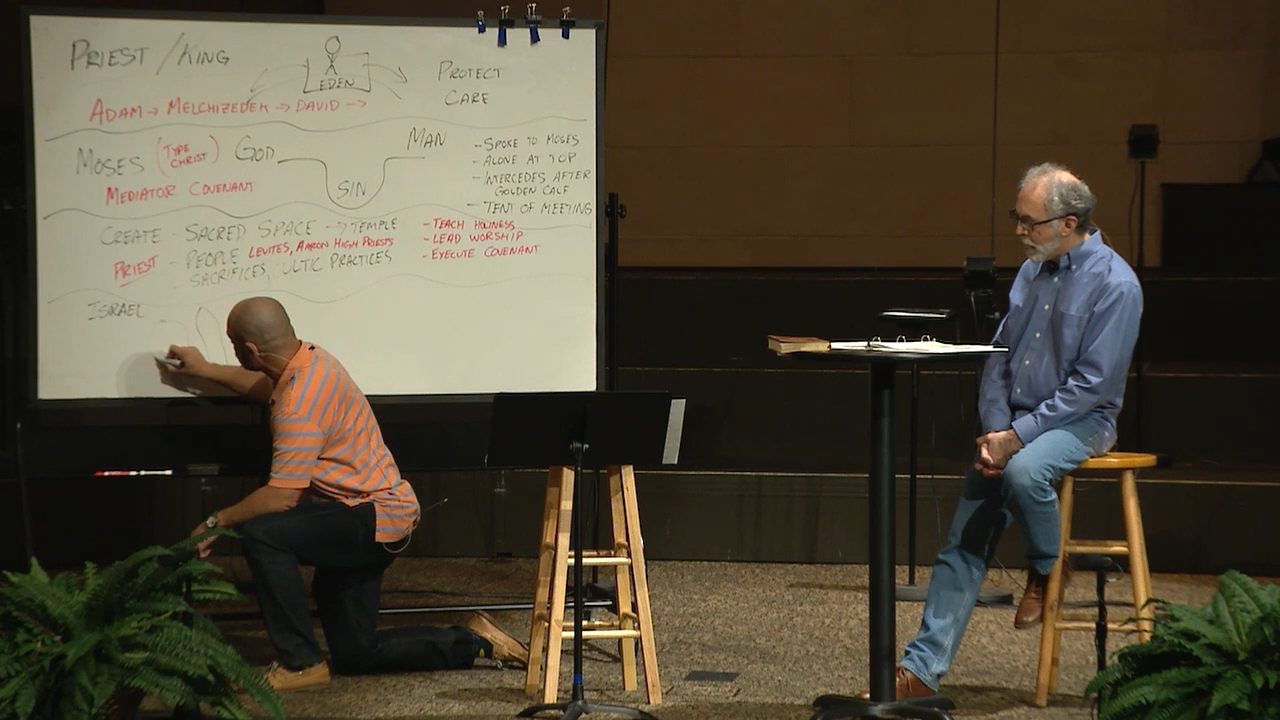 PRIEST / KING
EDEN
PROTECT
CARE
ADAM → MELCHIZEDEK → DAVID →
MOSES (TYPE CHRIST) GOD
SIN
MAN
MEDIATOR COVENANT
- SPOKE TO MOSES
- ALONE AT TOP
- INTERCEDES AFTER
GOLDEN CALF
- TENT OF MEETING
CREATE - SACRED SPACE → TEMPLE
PRIEST - PEOPLE LEVITES, AARON HIGH PRIESTS
- SACRIFICES, CULTIC PRACTICES
- TEACH HOLINESS
- LEAD WORSHIP
- EXECUTE COVENANT
ISRAEL